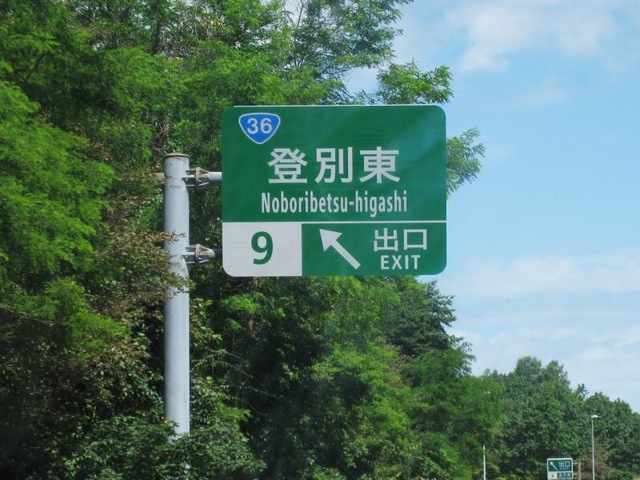 36
登別東
Noboribetsu-higashi
9
出口
EXIT